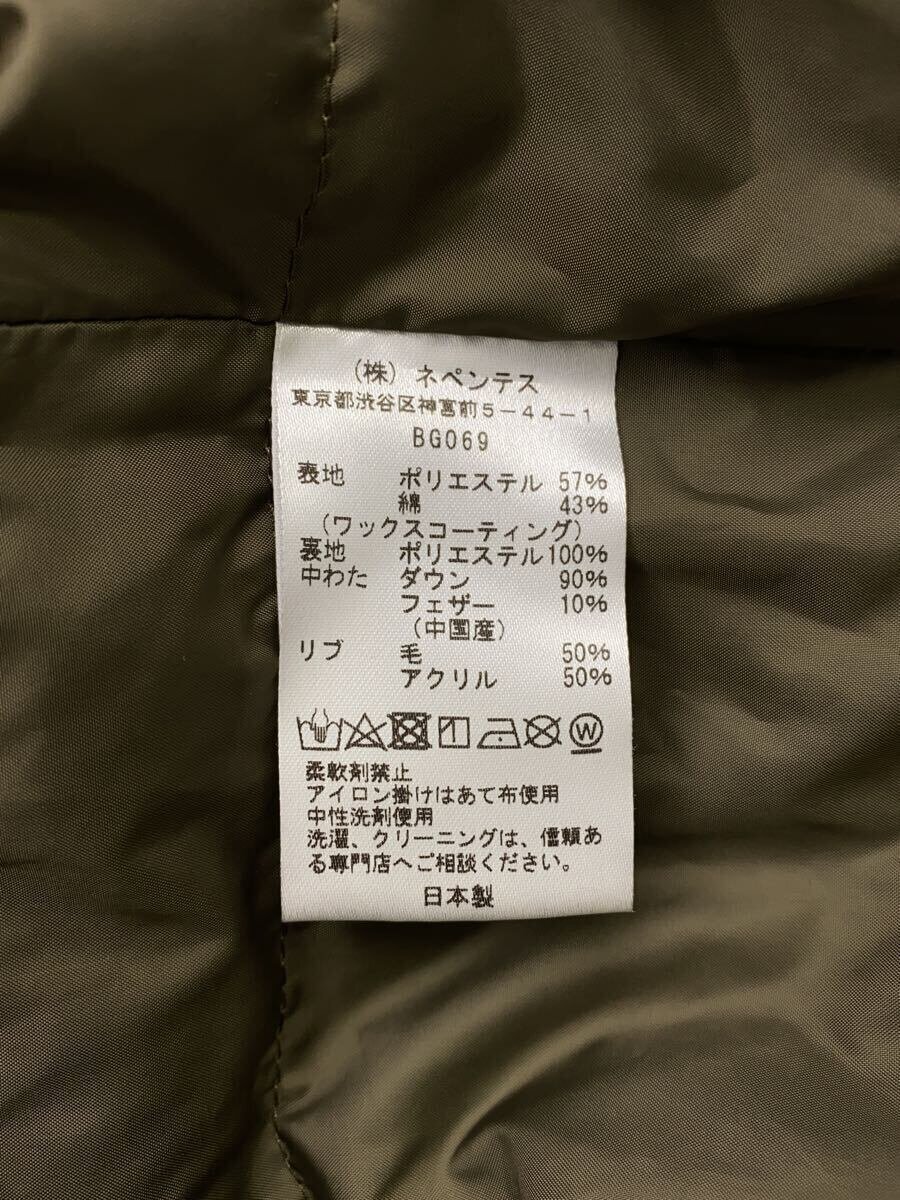 (株) ネペンテス
東京都渋谷区神宮前5-44-1
BG069
表地 ポリエステル 57%
綿 43%
(ワックスコーティング)
裏地 ポリエステル 100%
中わた ダウン 90%
フェザー 10%
(中国産)
リブ 毛 50%
アクリル 50%
W
柔軟剤禁止
アイロン掛けはあて布使用
中性洗剤使用
洗濯、クリーニングは、信頼あ
る専門店へご相談ください。
日本製